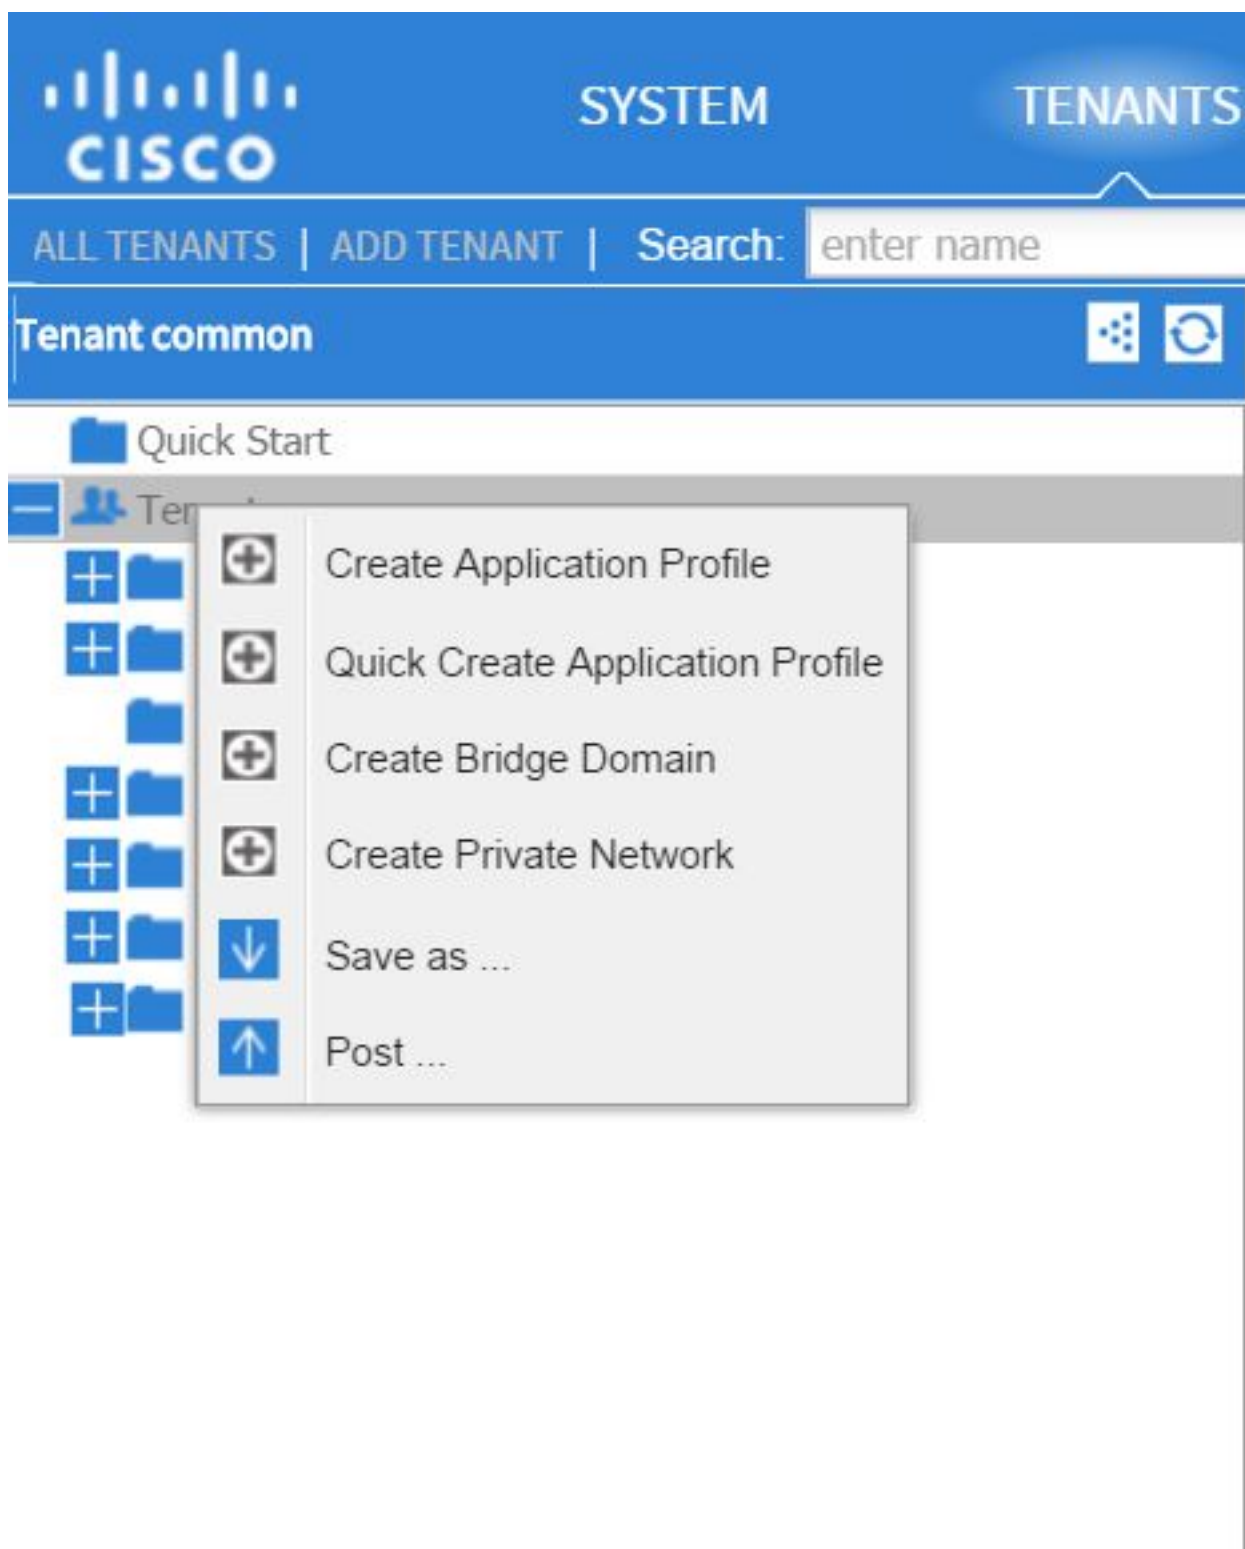 CISCO
SYSTEM TENANTS
ALL TENANTS | ADD TENANT | Search: enter name
Tenant common
Quick Start
Create Application Profile
Quick Create Application Profile
Create Bridge Domain
Create Private Network
Save as ...
Post ...